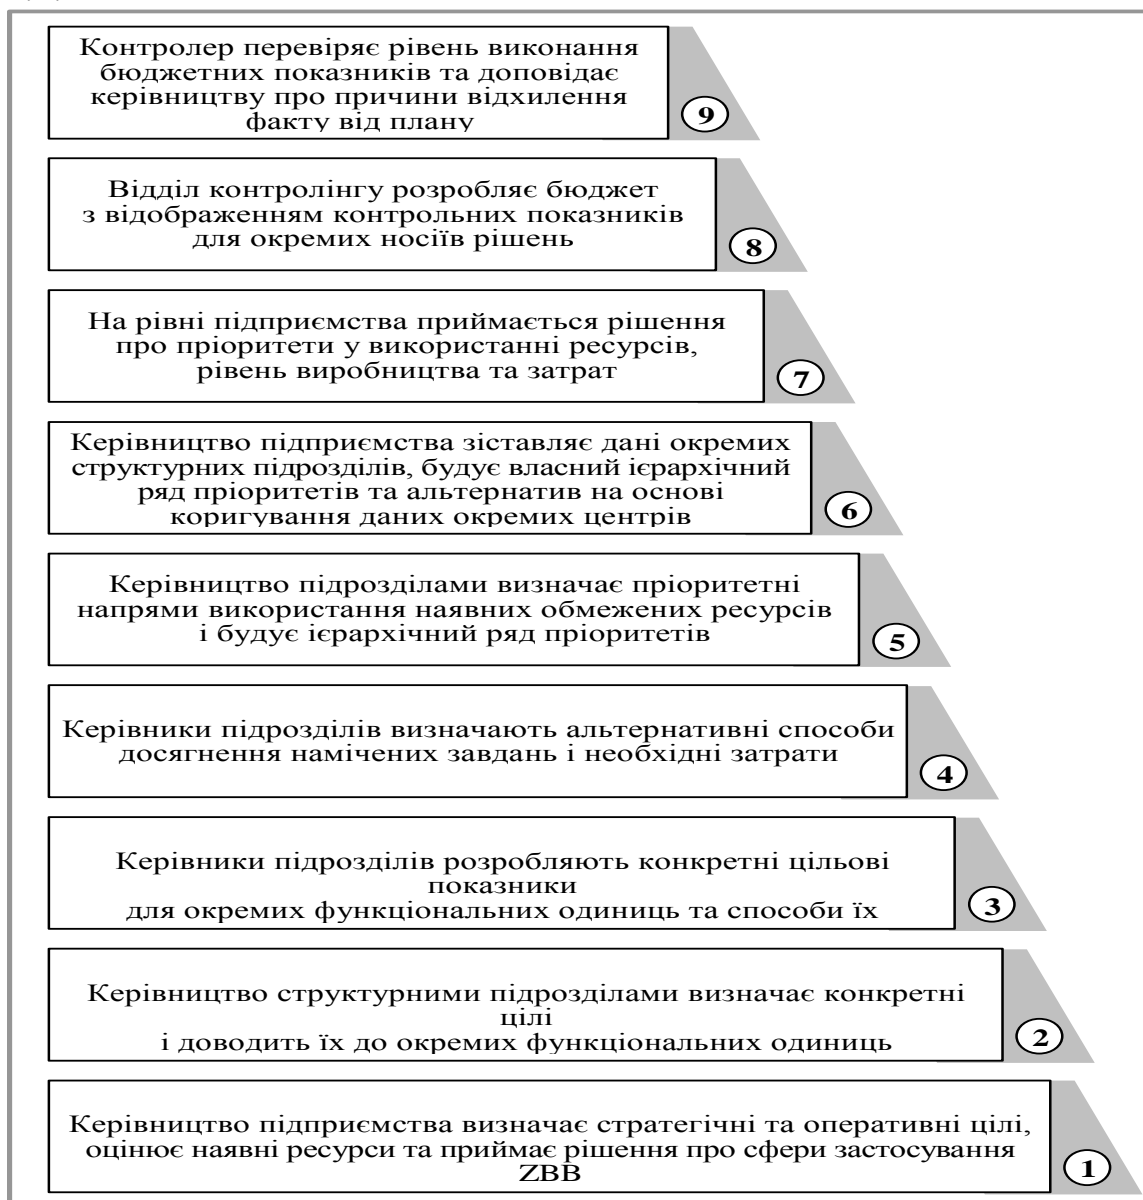 Контролер перевіряє рівень виконання
бюджетних показників та доповідає
керівництву про причини відхилення
факту від плану
9
Відділ контролінгу розробляє бюджет
з відображенням контрольних показників
для окремих носіїв рішень
8
На рівні підприємства приймається рішення
про пріоритети у використанні ресурсів,
рівень виробництва та затрат
7
Керівництво підприємства зіставляє дані окремих
структурних підрозділів, будує власний ієрархічний
ряд пріоритетів та альтернатив на основі
коригування даних окремих центрів
6
Керівництво підрозділами визначає пріоритетні
напрями використання наявних обмежених ресурсів
і будує ієрархічний ряд пріоритетів
5
Керівники підрозділів визначають альтернативні способи
досягнення намічених завдань і необхідні затрати
4
Керівники підрозділів розробляють конкретні цільові
показники
для окремих функціональних одиниць та способи їх
3
Керівництво структурними підрозділами визначає конкретні
цілі
і доводить їх до окремих функціональних одиниць
2
Керівництво підприємства визначає стратегічні та оперативні цілі,
оцінює наявні ресурси та приймає рішення про сфери застосування
ZBB
1